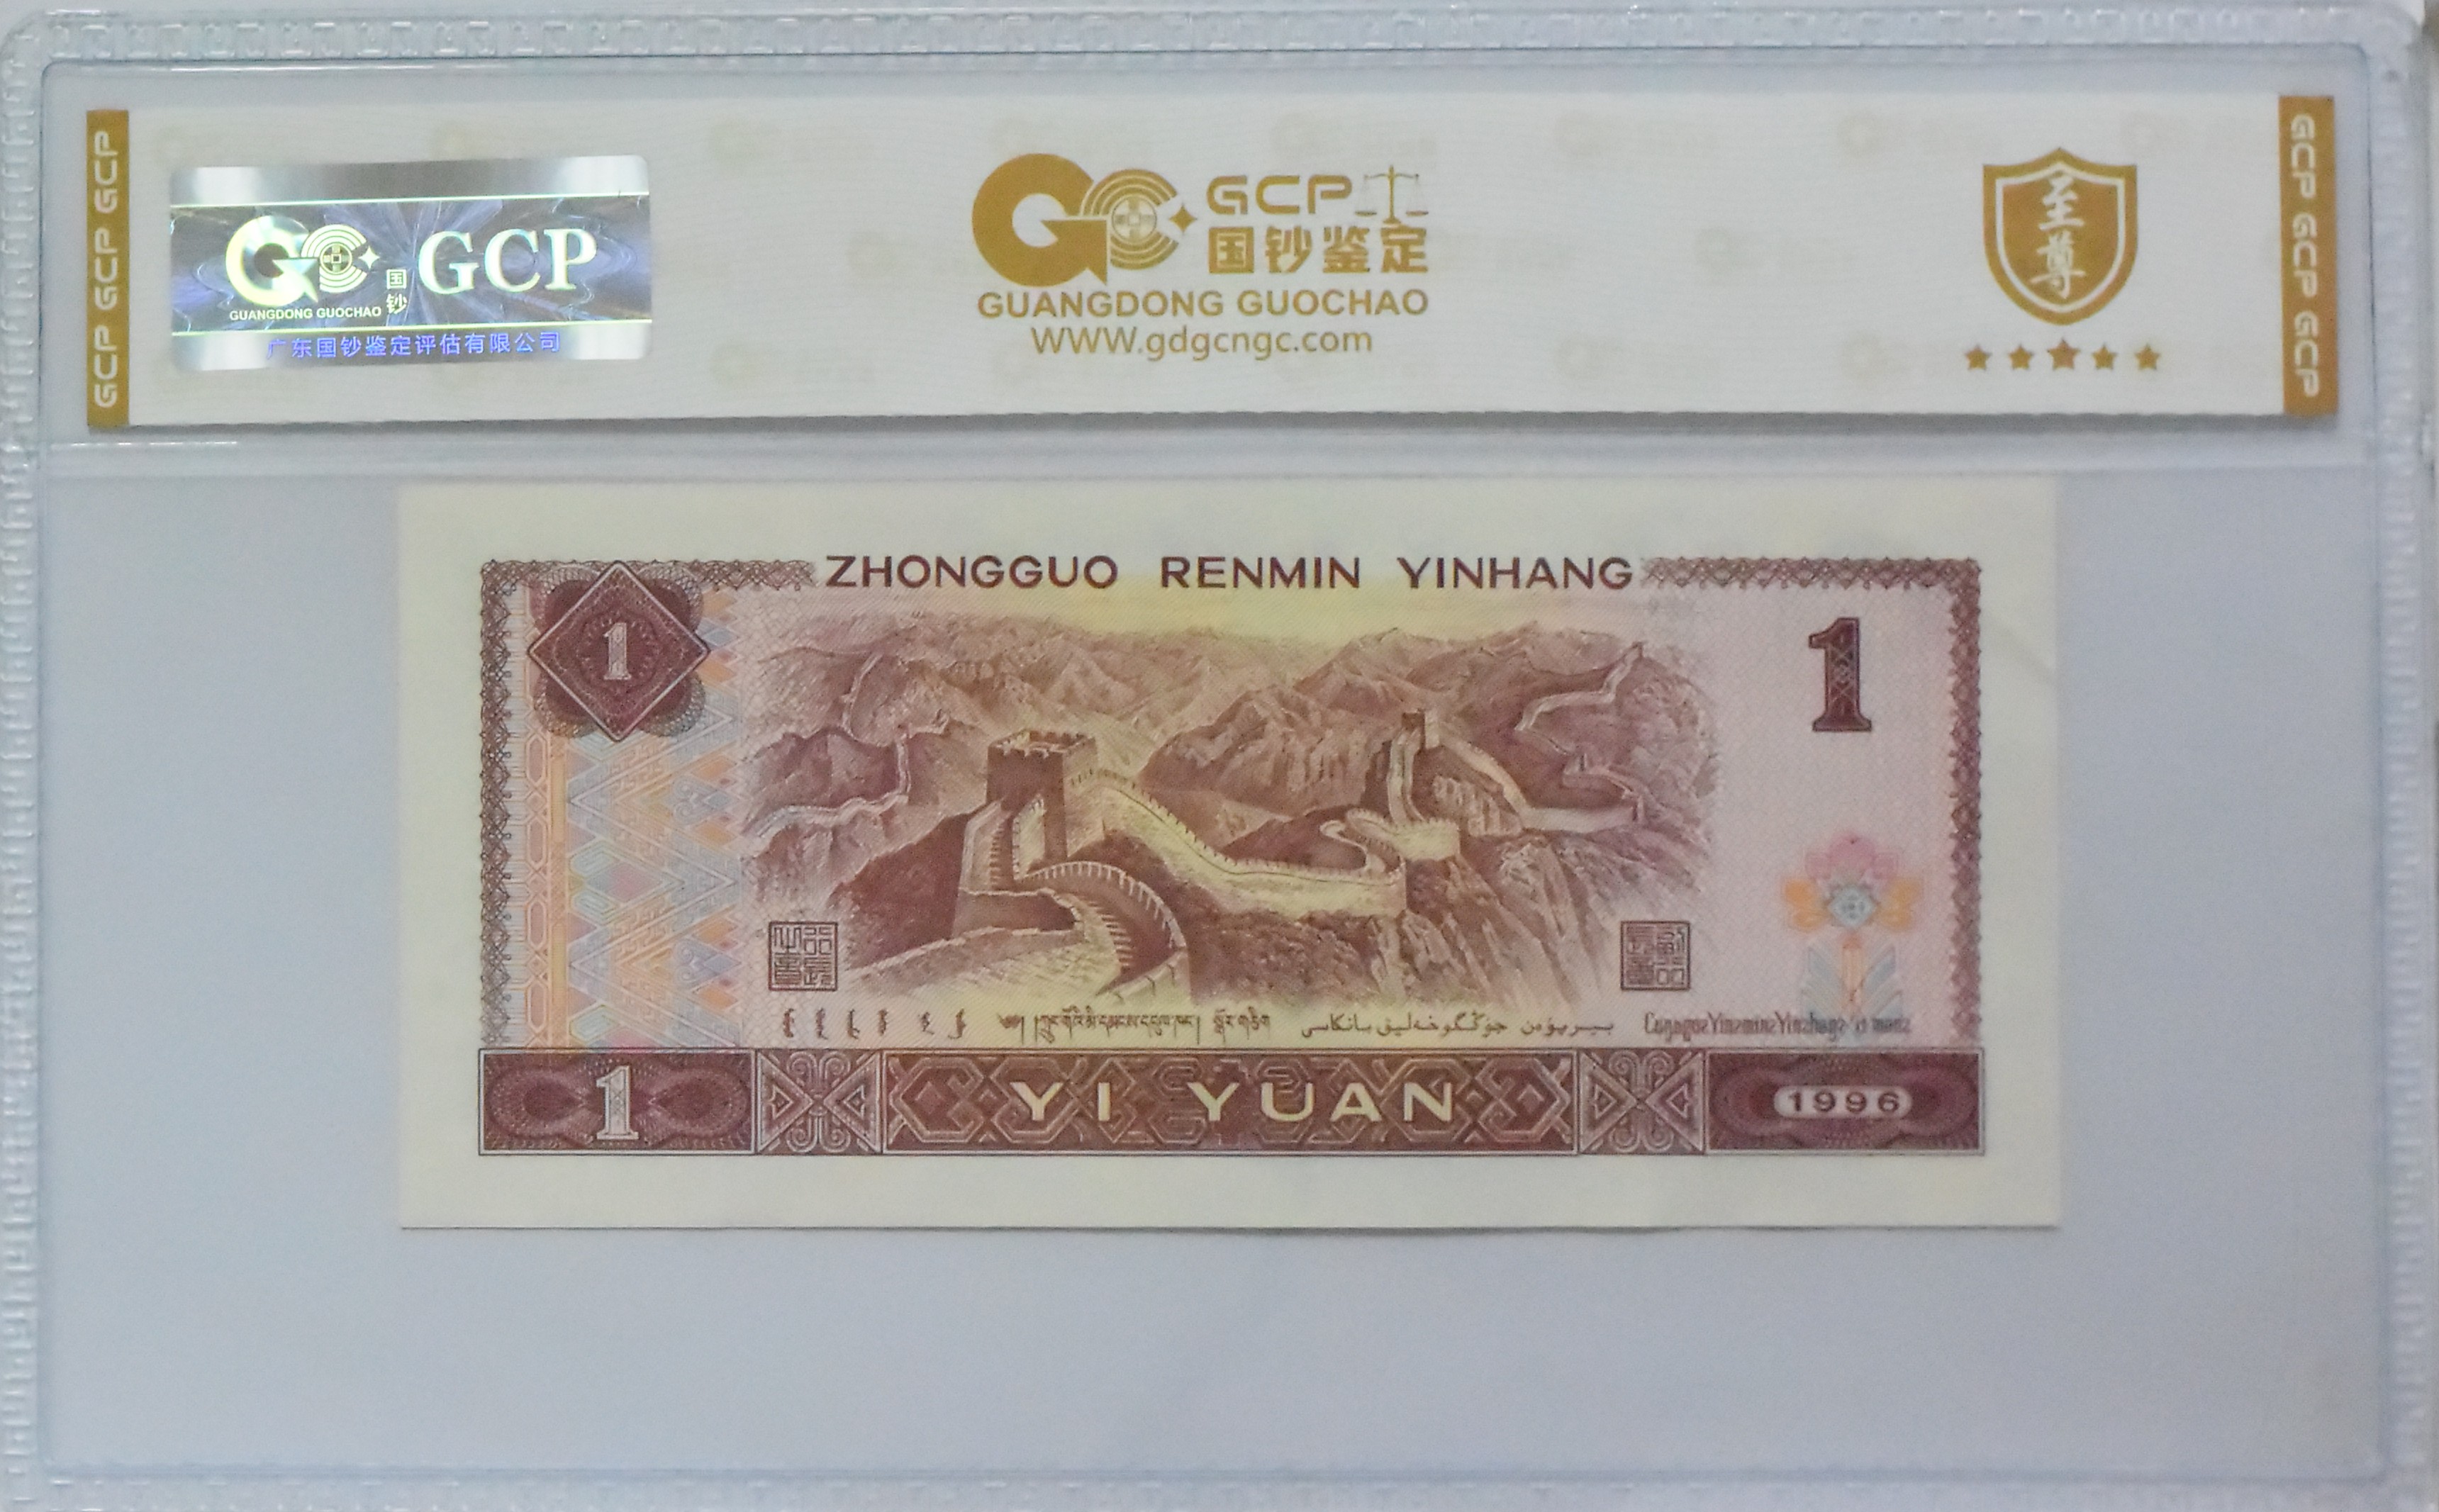 GCP GCP GCP
GCP
国钞
GUANGDONG GUOCHAO
广东国钞鉴定评估有限公司
GCP
国钞鉴定
GUANGDONG GUOCHAO
WWW.gdgcngc.com
至尊
GCP GCP GCP
ZHONGGUO RENMIN YINHANG
1
1
1
YI YUAN
1996